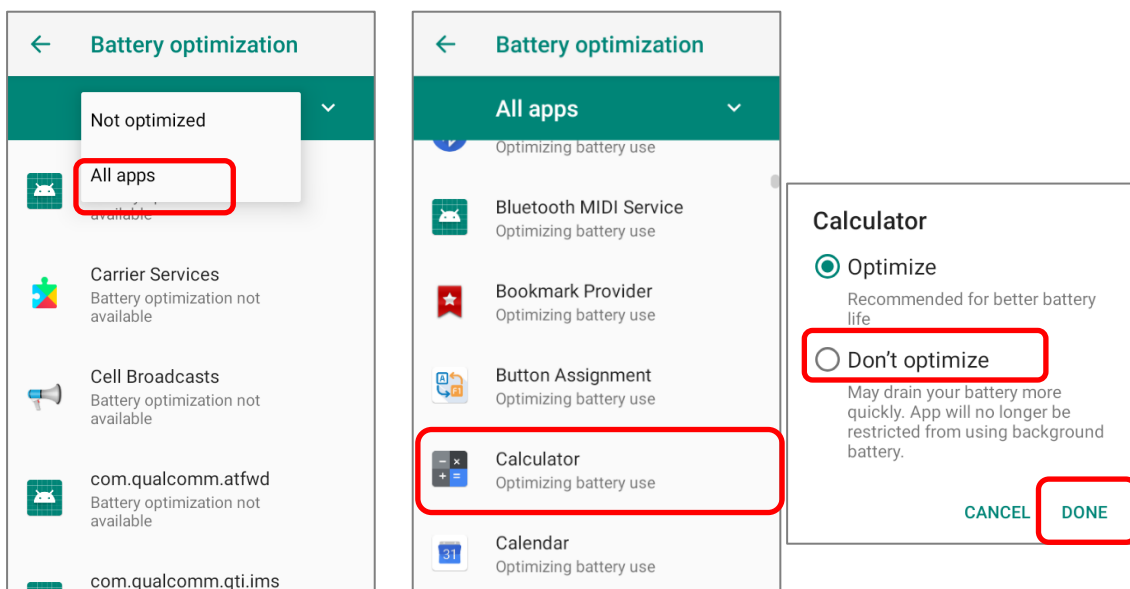 Battery optimization
Not optimized
All apps
available
Carrier Services
Battery optimization not
available
Cell Broadcasts
Battery optimization not
available
com.qualcomm.atfwd
Battery optimization not
available
com.qualcomm.qti.ims
Battery optimization
All apps
Optimizing battery use
Bluetooth MIDI Service
Optimizing battery use
Bookmark Provider
Optimizing battery use
Button Assignment
Optimizing battery use
Calculator
Optimizing battery use
31
Calendar
Optimizing battery use
Calculator
Optimize
Recommended for better battery
life
Don't optimize
May drain your battery more
quickly. App will no longer be
restricted from using background
battery.
CANCEL DONE